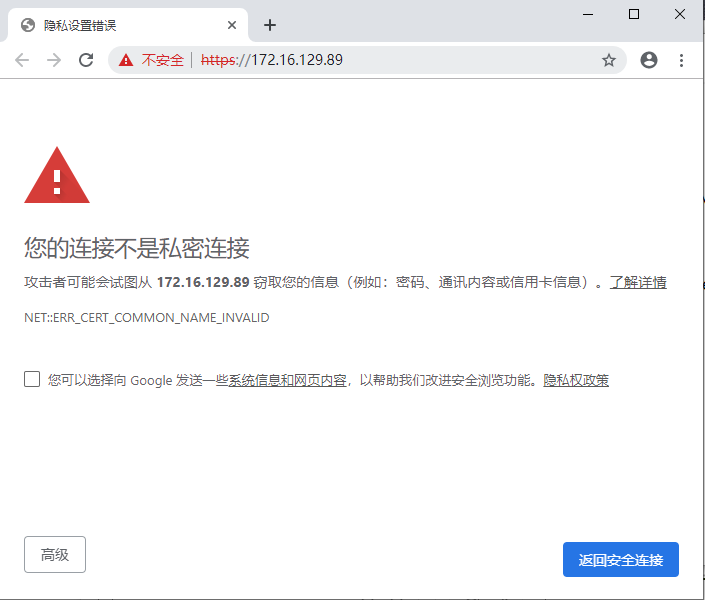 隐私设置错误
不安全 https://172.16.129.89
您的连接不是私密连接
攻击者可能会试图从 172.16.129.89 窃取您的信息（例如：密码、通讯内容或信用卡信息）。了解详情
NET::ERR_CERT_COMMON_NAME_INVALID
您可以选择向 Google 发送一些系统信息和网页内容，以帮助我们改进安全浏览功能。隐私权政策
高级
返回安全连接